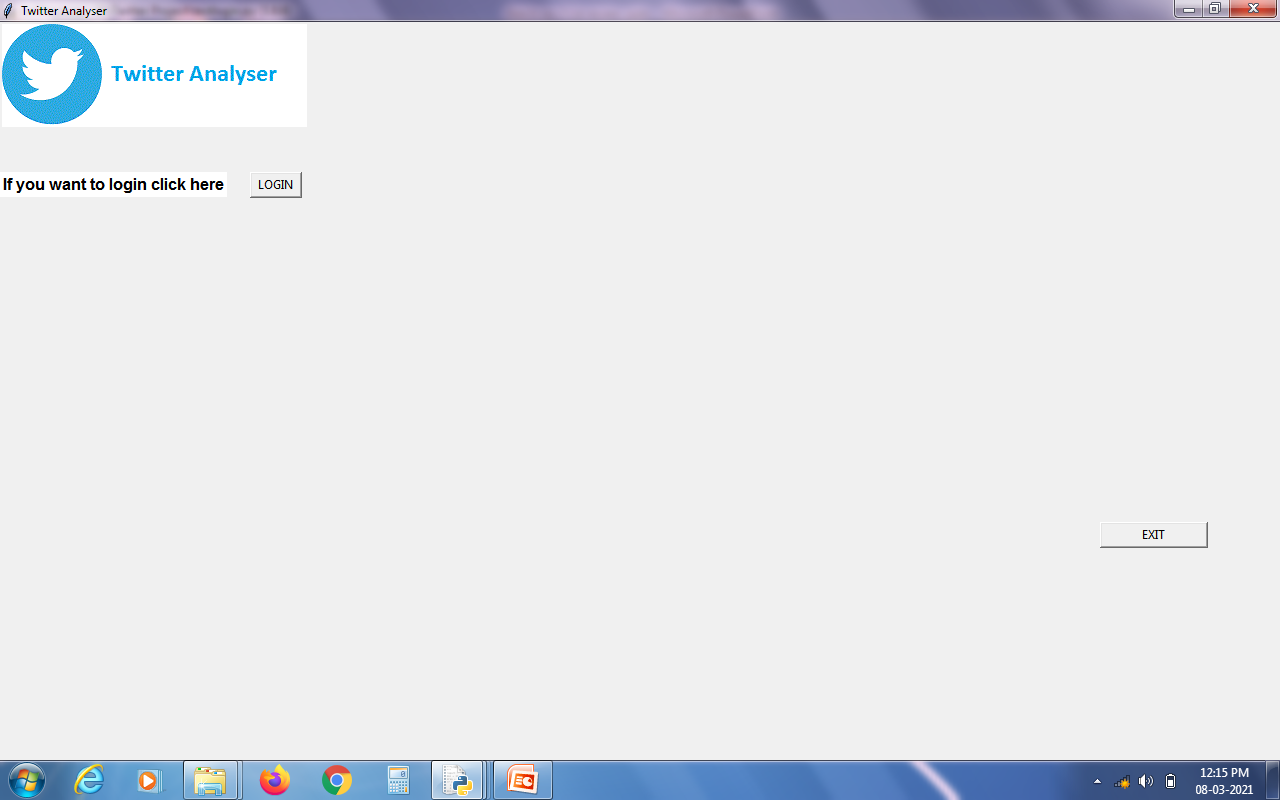 Twitter Analyser
Twitter Analyser
If you want to login click here
LOGIN
EXIT
12:15 PM
08-03-2021